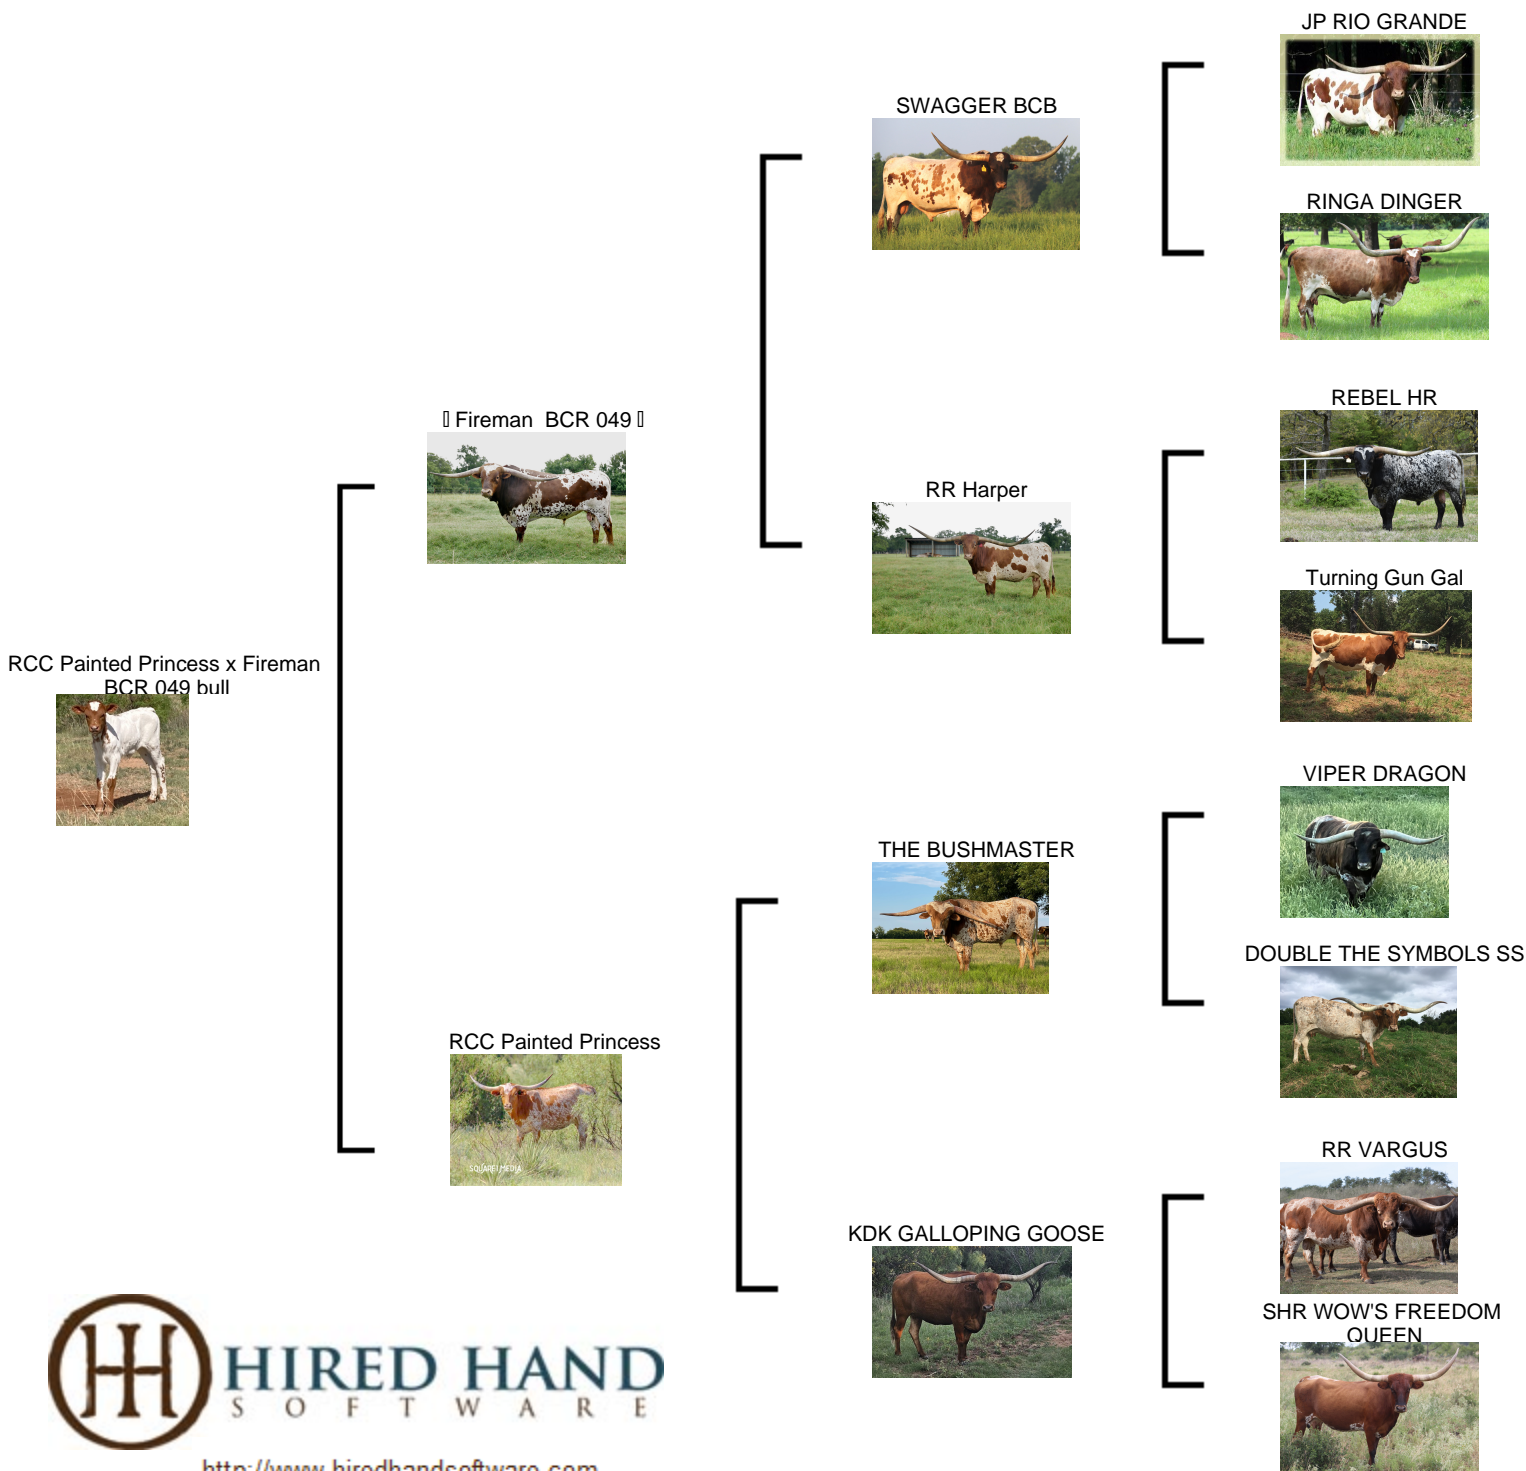 JP RIO GRANDE
SWAGGER BCB
RINGA DINGER
REBEL HR
Fireman BCR 049
RR Harper
Turning Gun Gal
RCC Painted Princess x Fireman
BCR 049 bull
VIPER DRAGON
THE BUSHMASTER
DOUBLE THE SYMBOLS SS
RCC Painted Princess
SQUARE1 MEDIA
RR VARGUS
KDK GALLOPING GOOSE
SHR WOW'S FREEDOM
QUEEN
HIRED HAND
SOFTWARE
http://www.hiredhandsoftware.com